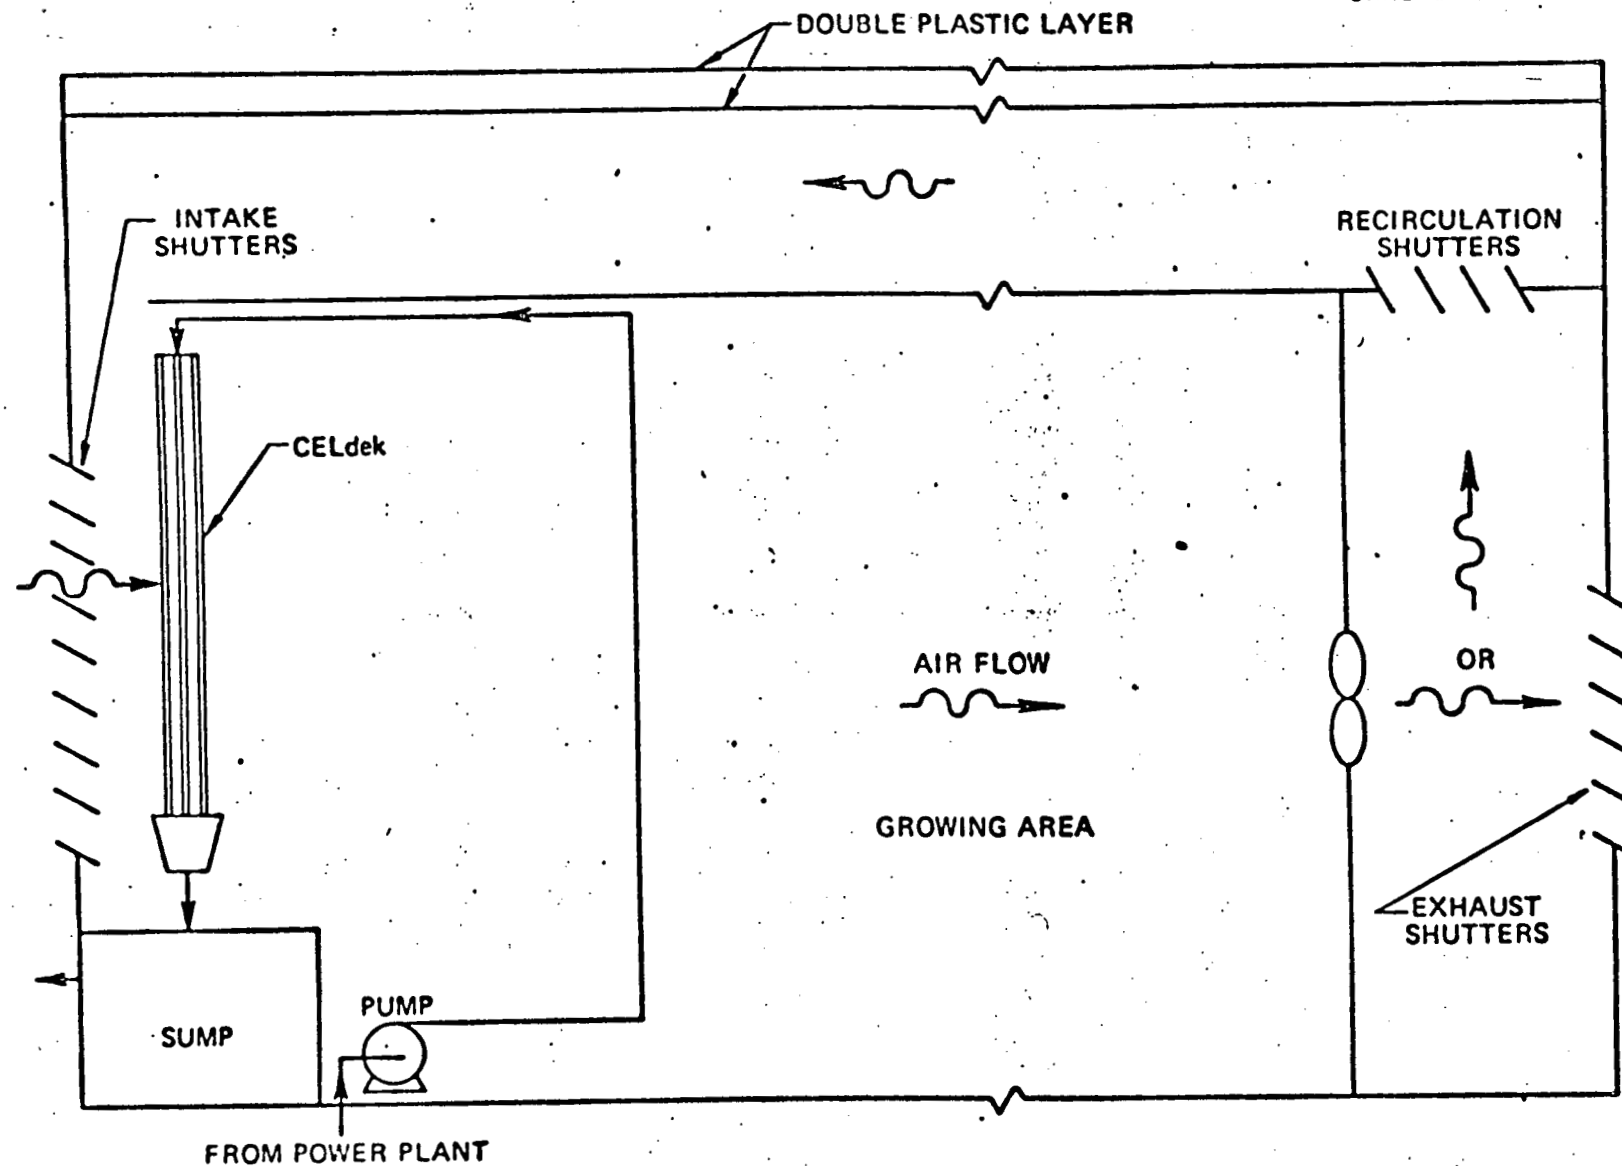 DOUBLE PLASTIC LAYER
INTAKE
SHUTTERS
RECIRCULATION
SHUTTERS
CELdek
AIR FLOW
OR
GROWING AREA
EXHAUST
SHUTTERS
PUMP
SUMP
FROM POWER PLANT